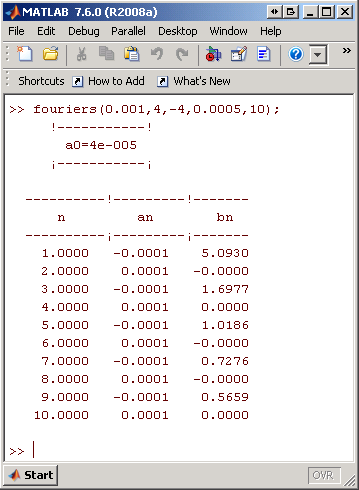 MATLAB 7.6.0 (R2008a)
File Edit Debug Parallel Desktop Window Help
Shortcuts How to Add What's New
>> fouriers(0.001,4,-4,0.0005,10);
!-----------!
a0=4e-005
¡-----------¡
----------!---------!-------
n an bn
----------¡---------¡-------
1.0000 -0.0001 5.0930
2.0000 0.0001 -0.0000
3.0000 -0.0001 1.6977
4.0000 0.0001 0.0000
5.0000 -0.0001 1.0186
6.0000 0.0001 -0.0000
7.0000 -0.0001 0.7276
8.0000 0.0001 -0.0000
9.0000 -0.0001 0.5659
10.0000 0.0001 0.0000
>>
Start OVR